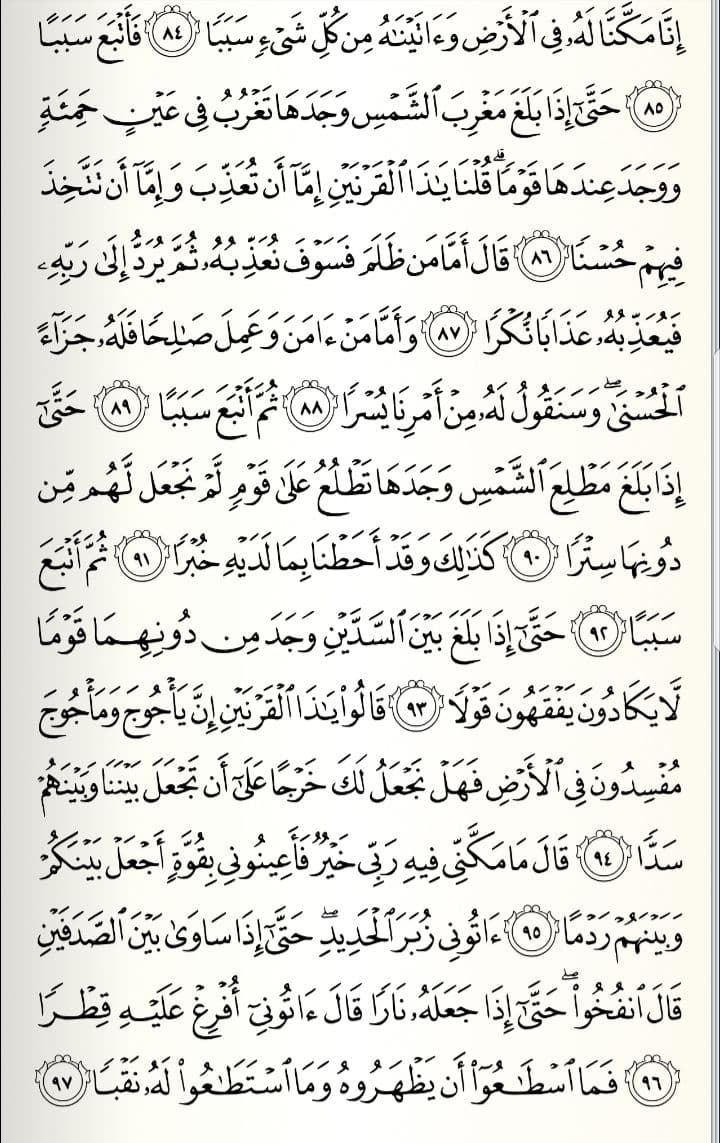 إِنَّا مَكَّنَّا لَهُۥ فِى ٱلْأَرْضِ وَءَاتَيْنَٰهُ مِن كُلِّ شَىْءٍ سَبَبًا ٨٤ فَأَتْبَعَ سَبَبًا
٨٥ حَتَّىٰٓ إِذَا بَلَغَ مَغْرِبَ ٱلشَّمْسِ وَجَدَهَا تَغْرُبُ فِى عَيْنٍ حَمِئَةٍ
وَوَجَدَ عِندَهَا قَوْمًا ۗ قُلْنَا يَٰذَا ٱلْقَرْنَيْنِ إِمَّآ أَن تُعَذِّبَ وَإِمَّآ أَن تَتَّخِذَ
فِيهِمْ حُسْنًا ٨٦ قَالَ أَمَّا مَن ظَلَمَ فَسَوْفَ نُعَذِّبُهُۥ ثُمَّ يُرَدُّ إِلَىٰ رَبِّهِۦ
فَيُعَذِّبُهُۥ عَذَابًا نُّكْرًا ٨٧ وَأَمَّا مَنْ ءَامَنَ وَعَمِلَ صَٰلِحًا فَلَهُۥ جَزَآءً
ٱلْحُسْنَىٰ ۖ وَسَنَقُولُ لَهُۥ مِنْ أَمْرِنَا يُسْرًا ٨٨ ثُمَّ أَتْبَعَ سَبَبًا ٨٩ حَتَّىٰٓ
إِذَا بَلَغَ مَطْلِعَ ٱلشَّمْسِ وَجَدَهَا تَطْلُعُ عَلَىٰ قَوْمٍ لَّمْ نَجْعَل لَّهُم مِّن
دُونِهَا سِتْرًا ٩٠ كَذَٰلِكَ وَقَدْ أَحَطْنَا بِمَا لَدَيْهِ خُبْرًا ٩١ ثُمَّ أَتْبَعَ
سَبَبًا ٩٢ حَتَّىٰٓ إِذَا بَلَغَ بَيْنَ ٱلسَّدَّيْنِ وَجَدَ مِن دُونِهِمَا قَوْمًا
لَّا يَكَادُونَ يَفْقَهُونَ قَوْلًا ٩٣ قَالُوا۟ يَٰذَا ٱلْقَرْنَيْنِ إِنَّ يَأْجُوجَ وَمَأْجُوجَ
مُفْسِدُونَ فِى ٱلْأَرْضِ فَهَلْ نَجْعَلُ لَكَ خَرْجًا عَلَىٰٓ أَن تَجْعَلَ بَيْنَنَا وَبَيْنَهُمْ
سَدًّا ٩٤ قَالَ مَا مَكَّنِّى فِيهِ رَبِّى خَيْرٌ فَأَعِينُونِى بِقُوَّةٍ أَجْعَلْ بَيْنَكُمْ
وَبَيْنَهُمْ رَدْمًا ٩٥ ءَاتُونِى زُبَرَ ٱلْحَدِيدِ ۖ حَتَّىٰٓ إِذَا سَاوَىٰ بَيْنَ ٱلصَّدَفَيْنِ
قَالَ ٱنفُخُوا۟ ۖ حَتَّىٰٓ إِذَا جَعَلَهُۥ نَارًا قَالَ ءَاتُونِىٓ أُفْرِغْ عَلَيْهِ قِطْرًا
٩٦ فَمَا ٱسْطَٰعُوٓا۟ أَن يَظْهَرُوهُ وَمَا ٱسْتَطَٰعُوا۟ لَهُۥ نَقْبًا ٩٧